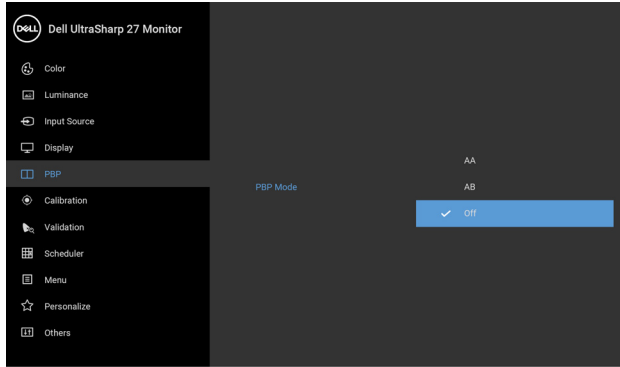 DELL Dell UltraSharp 27 Monitor
Color
Luminance
Input Source
Display
PBP
Calibration
Validation
Scheduler
Menu
Personalize
Others
PBP Mode
AA
AB
Off